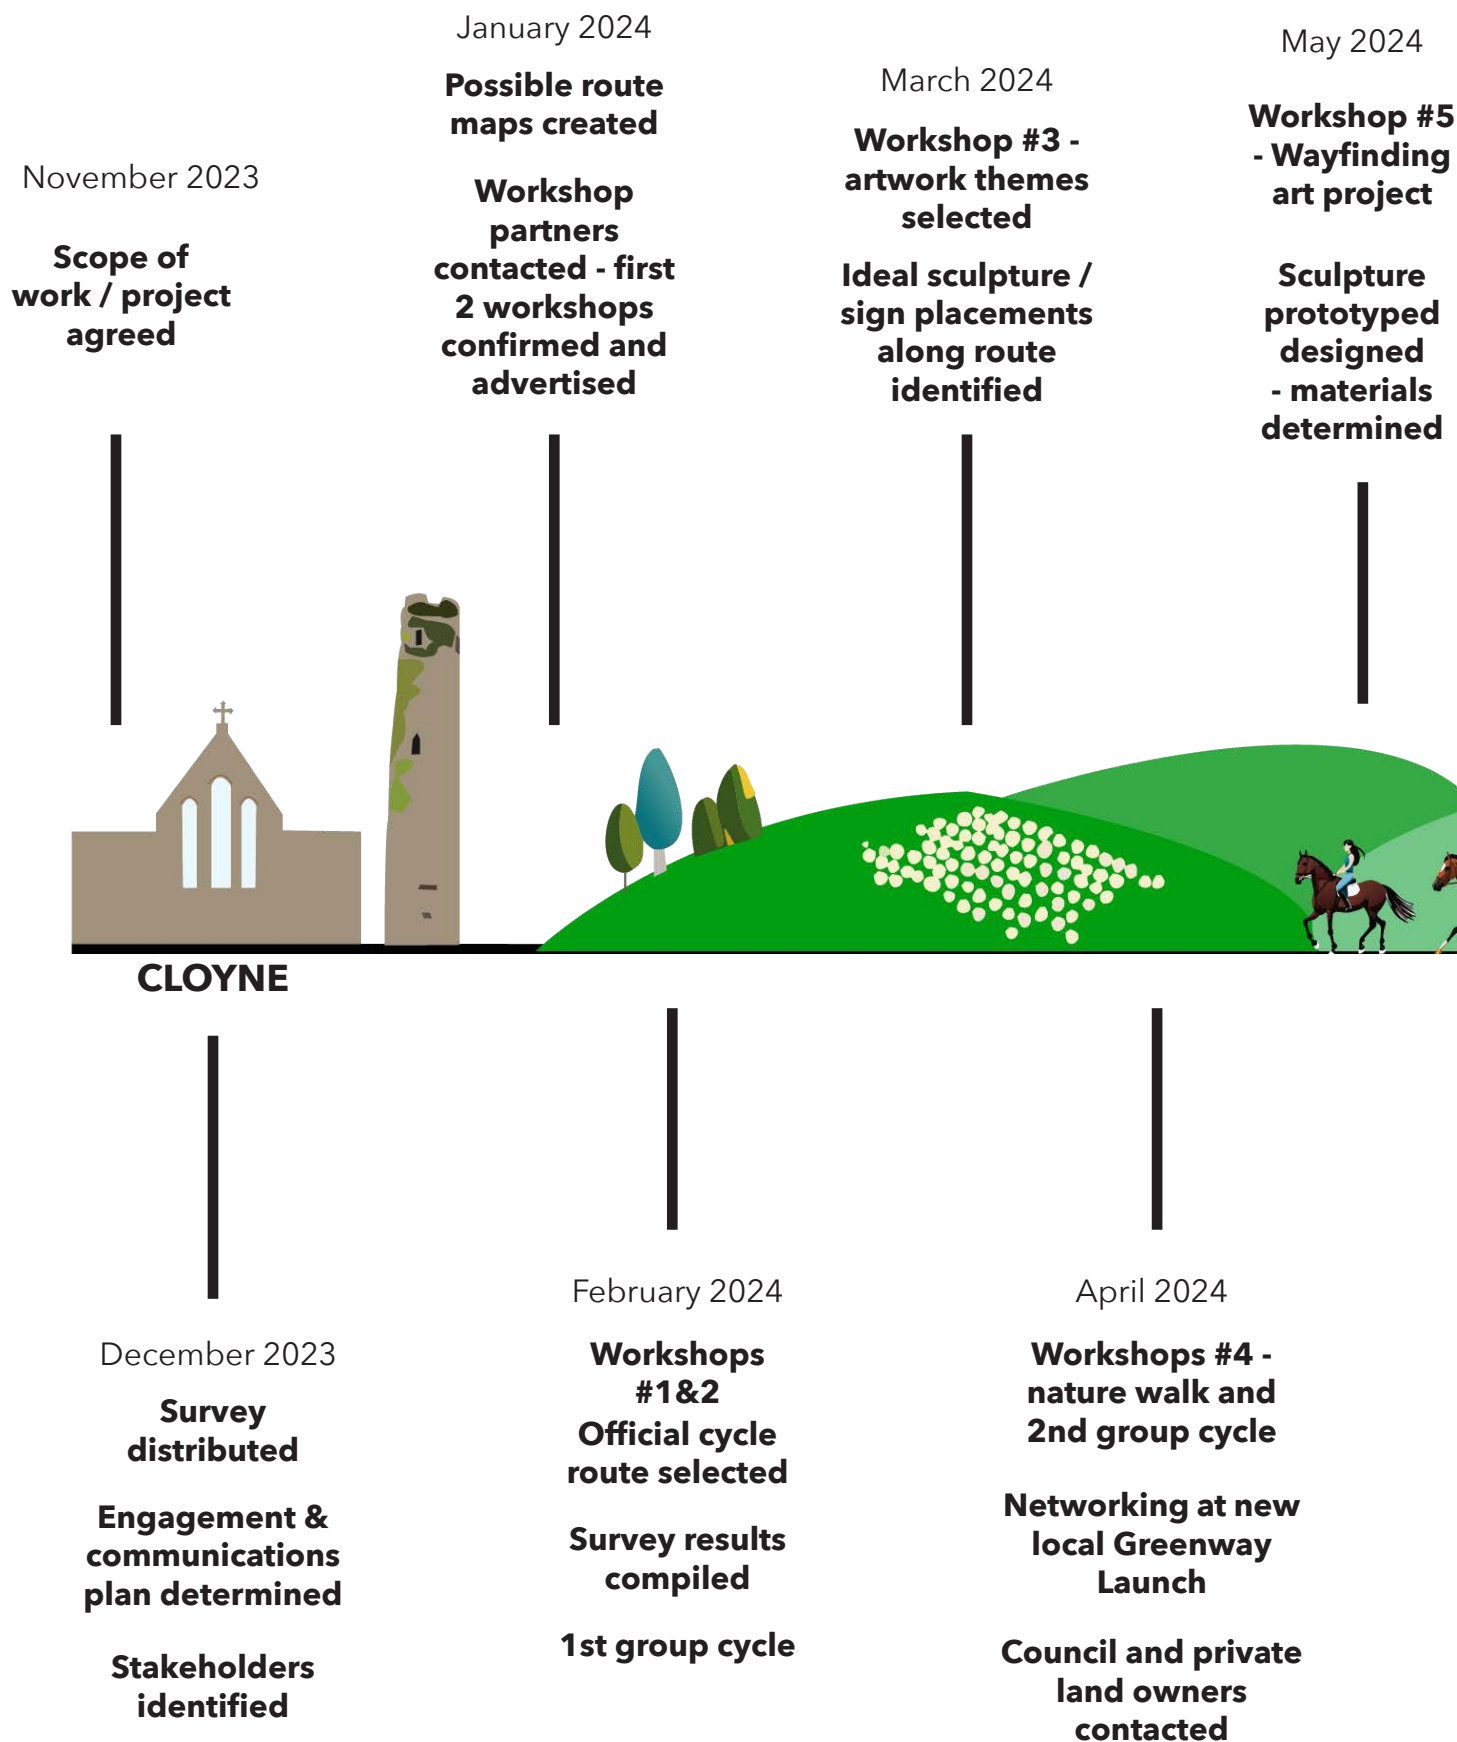 November 2023
Scope of
work / project
agreed
January 2024
Possible route
maps created
Workshop
partners
contacted - first
2 workshops
confirmed and
advertised
March 2024
Workshop #3 -
artwork themes
selected
Ideal sculpture /
sign placements
along route
identified
May 2024
Workshop #5
- Wayfinding
art project
Sculpture
prototyped
designed
- materials
determined
CLOYNE
December 2023
Survey
distributed
Engagement &
communications
plan determined
Stakeholders
identified
February 2024
Workshops
#1&2
Official cycle
route selected
Survey results
compiled
1st group cycle
April 2024
Workshops #4 -
nature walk and
2nd group cycle
Networking at new
local Greenway
Launch
Council and private
land owners
contacted